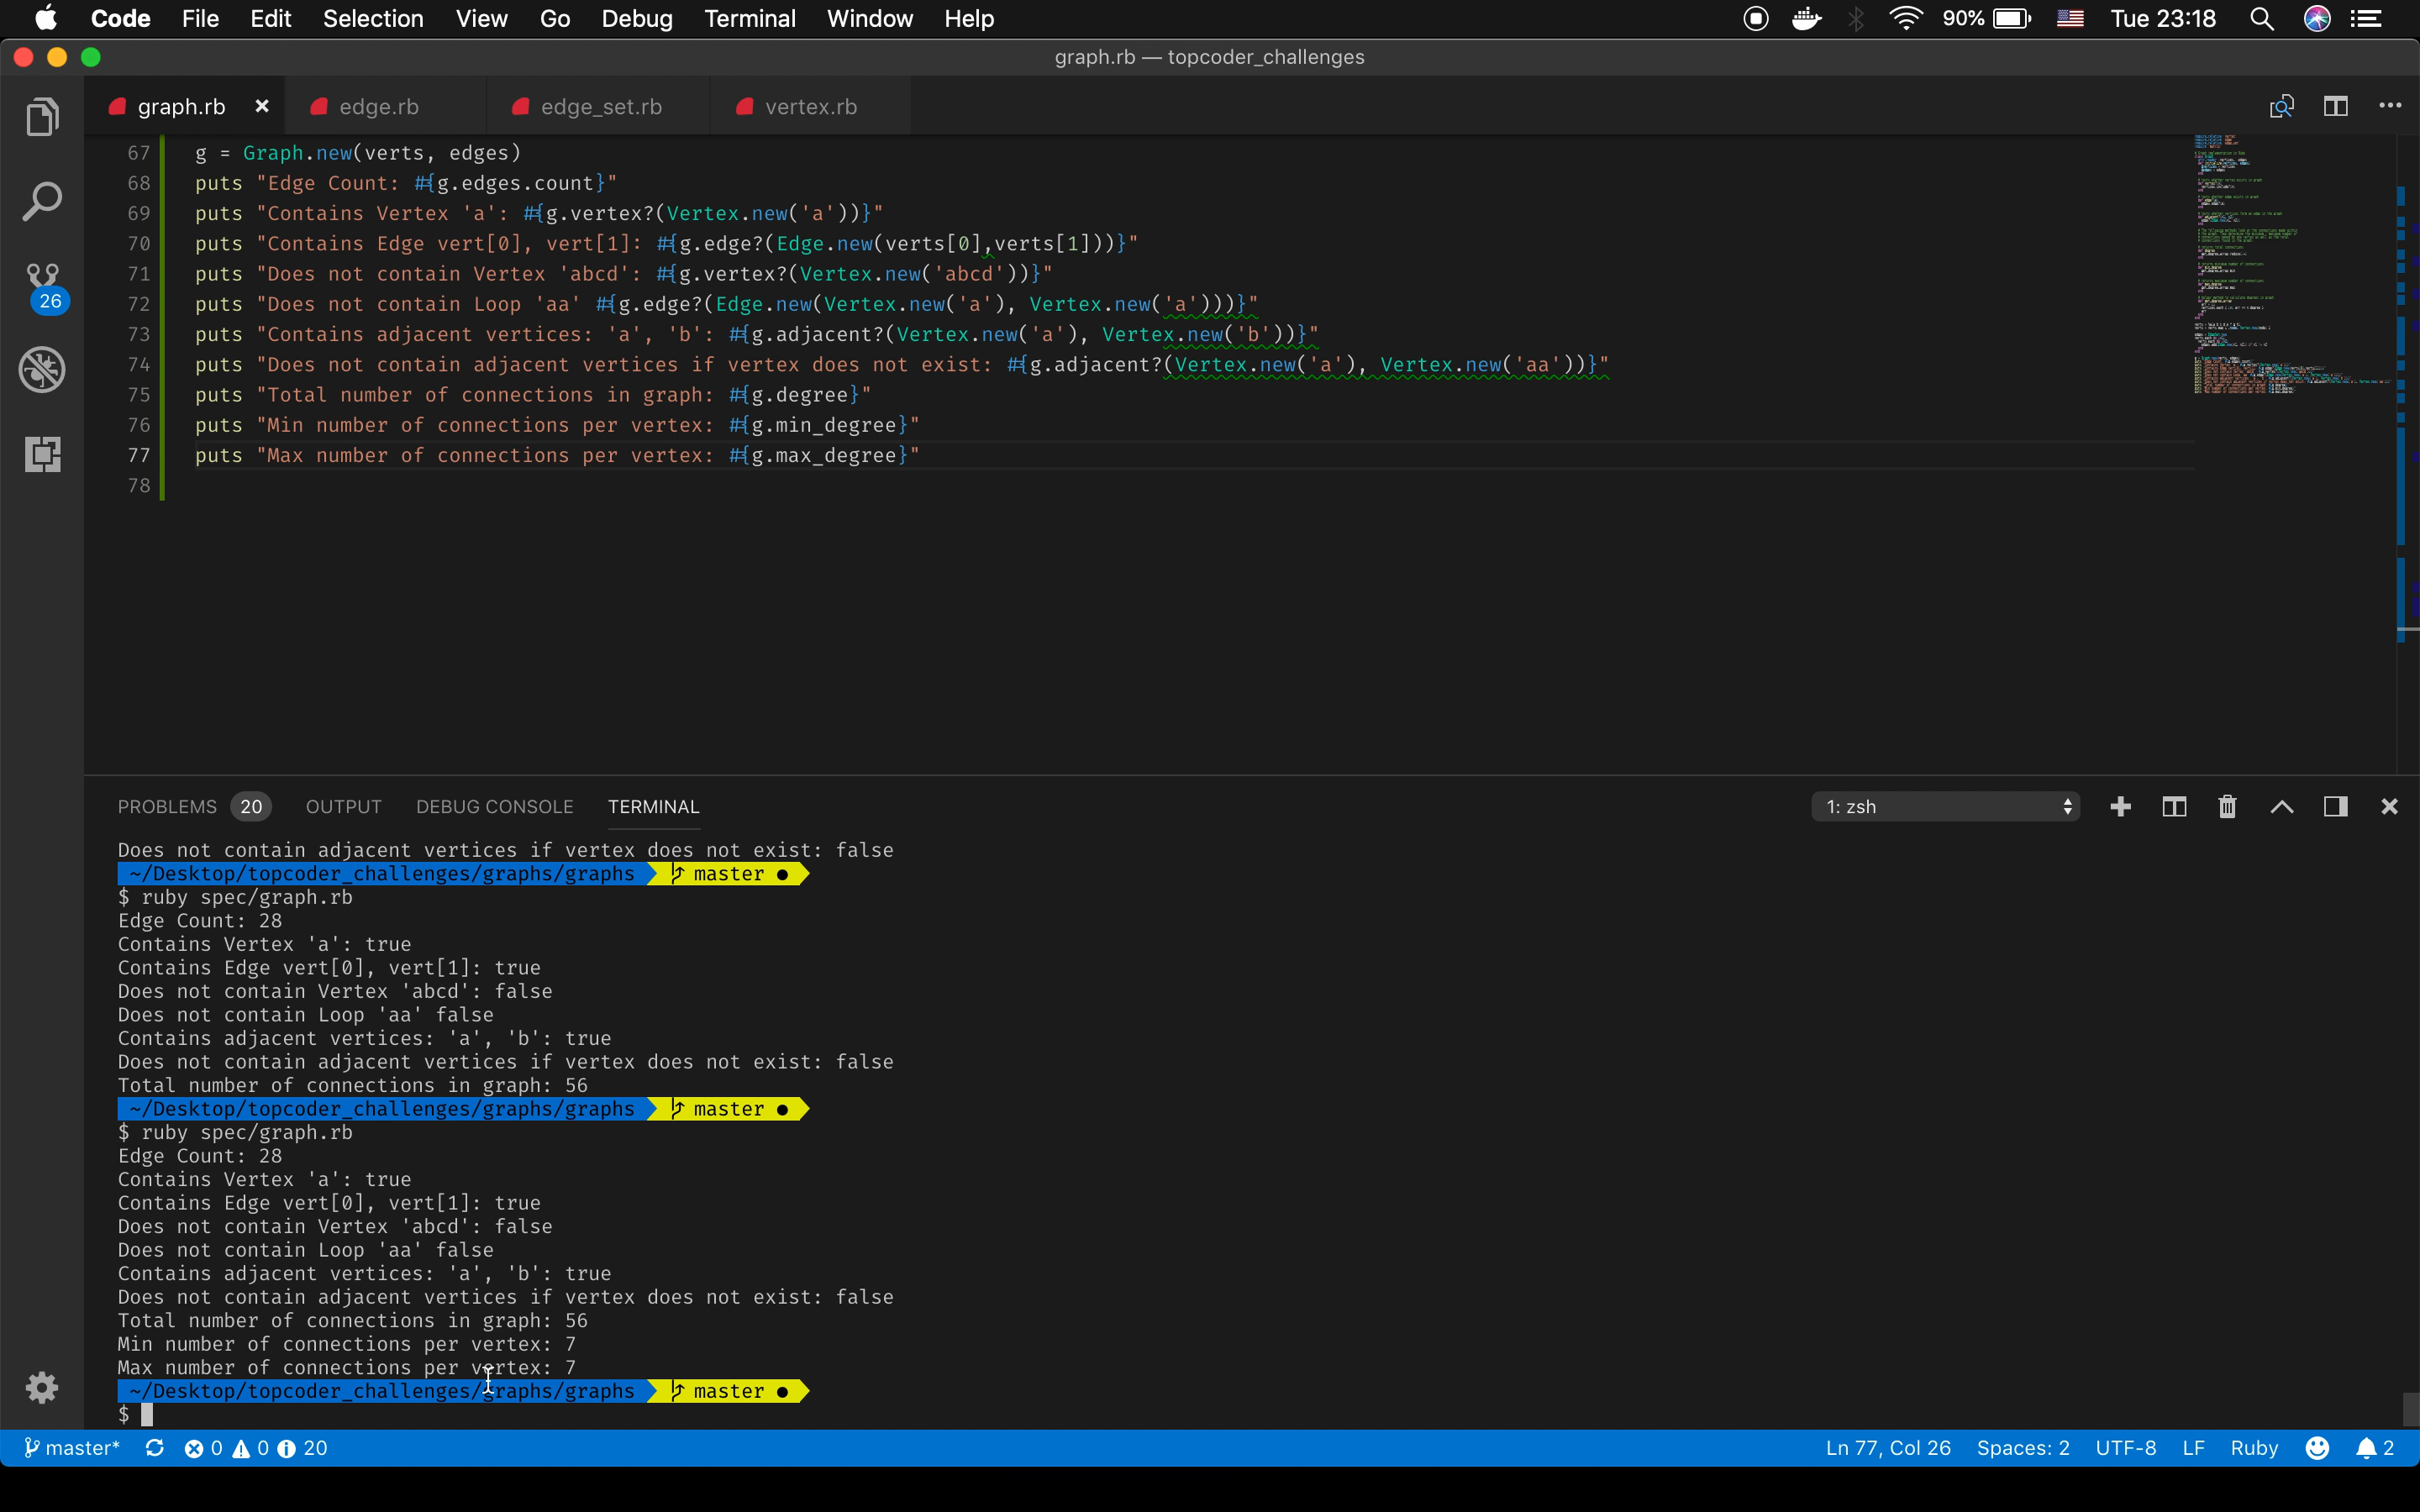 Code File Edit Selection View Go Debug Terminal Window Help 90% Tue 23:18
graph.rb — topcoder_challenges
graph.rb edge.rb edge_set.rb vertex.rb
67 g = Graph.new(verts, edges)
68 puts "Edge Count: #{g.edges.count}"
69 puts "Contains Vertex 'a': #{g.vertex?(Vertex.new('a'))}"
70 puts "Contains Edge vert[0], vert[1]: #{g.edge?(Edge.new(verts[0],verts[1]))}"
71 puts "Does not contain Vertex 'abcd': #{g.vertex?(Vertex.new('abcd'))}"
72 puts "Does not contain Loop 'aa' #{g.edge?(Edge.new(Vertex.new('a'), Vertex.new('a')))}"
73 puts "Contains adjacent vertices: 'a', 'b': #{g.adjacent?(Vertex.new('a'), Vertex.new('b'))}"
74 puts "Does not contain adjacent vertices if vertex does not exist: #{g.adjacent?(Vertex.new('a'), Vertex.new('aa'))}"
75 puts "Total number of connections in graph: #{g.degree}"
76 puts "Min number of connections per vertex: #{g.min_degree}"
77 puts "Max number of connections per vertex: #{g.max_degree}"
78
26
PROBLEMS 20 OUTPUT DEBUG CONSOLE TERMINAL 1: zsh
Does not contain adjacent vertices if vertex does not exist: false
~/Desktop/topcoder_challenges/graphs/graphs master ●
$ ruby spec/graph.rb
Edge Count: 28
Contains Vertex 'a': true
Contains Edge vert[0], vert[1]: true
Does not contain Vertex 'abcd': false
Does not contain Loop 'aa' false
Contains adjacent vertices: 'a', 'b': true
Does not contain adjacent vertices if vertex does not exist: false
Total number of connections in graph: 56
~/Desktop/topcoder_challenges/graphs/graphs master ●
$ ruby spec/graph.rb
Edge Count: 28
Contains Vertex 'a': true
Contains Edge vert[0], vert[1]: true
Does not contain Vertex 'abcd': false
Does not contain Loop 'aa' false
Contains adjacent vertices: 'a', 'b': true
Does not contain adjacent vertices if vertex does not exist: false
Total number of connections in graph: 56
Min number of connections per vertex: 7
Max number of connections per vertex: 7
~/Desktop/topcoder_challenges/graphs/graphs master ●
$
master* 0 0 20 Ln 77, Col 26 Spaces: 2 UTF-8 LF Ruby 2